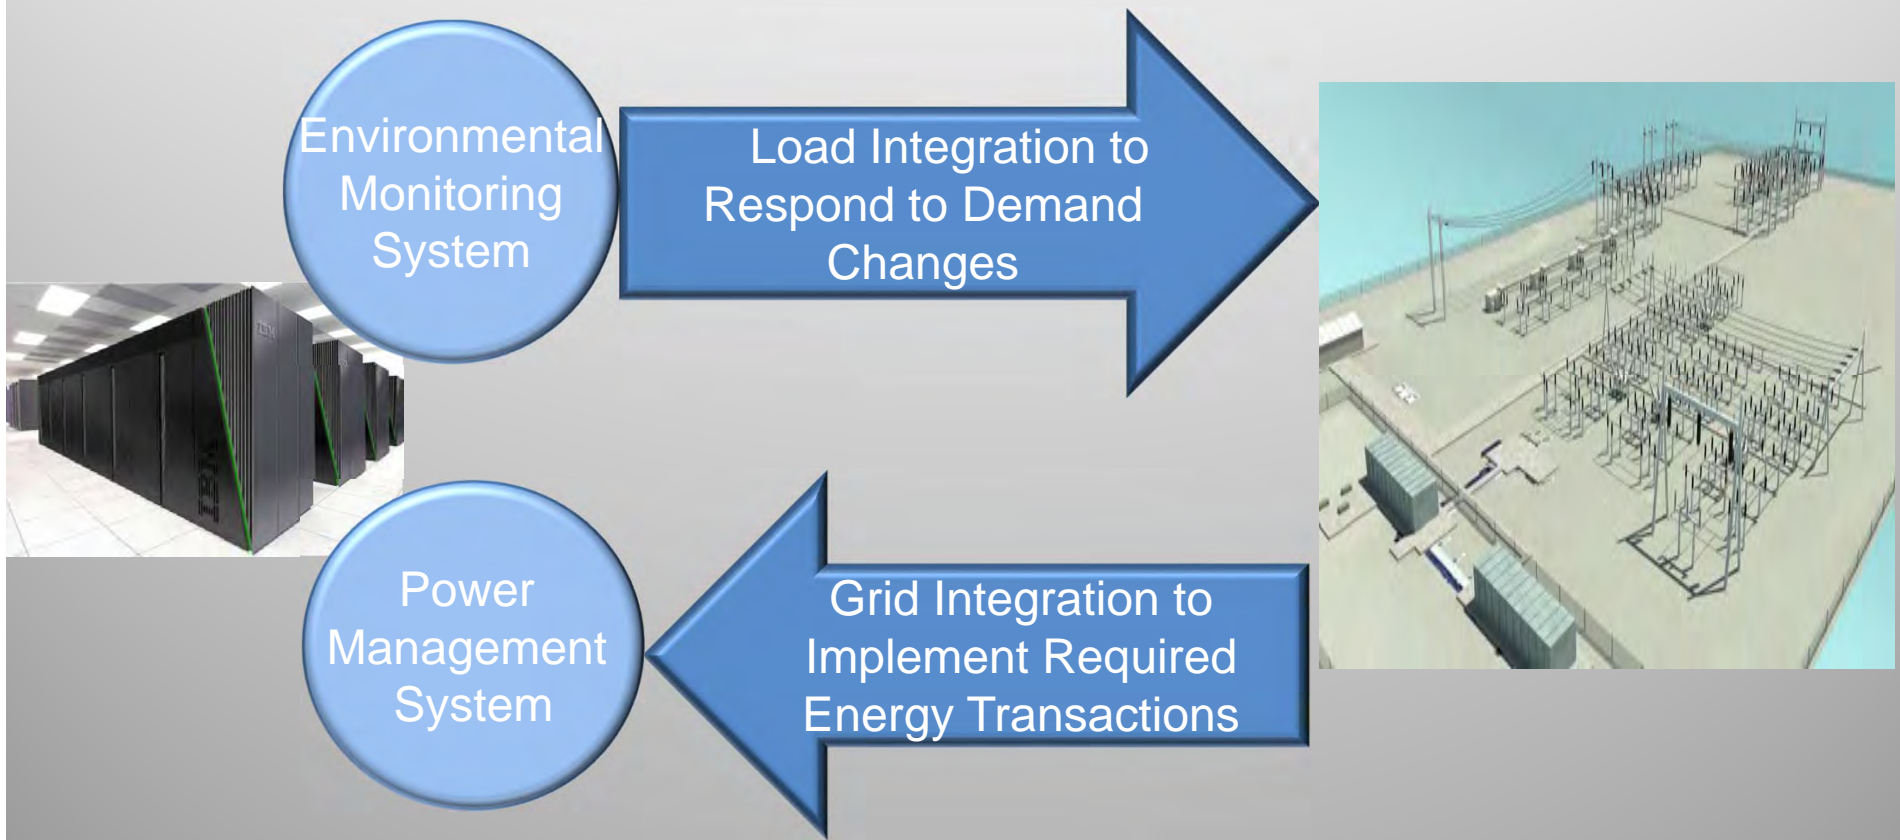 Environmental
Monitoring
System
Load Integration to
Respond to Demand
Changes
IBM
IBM
Power
Management
System
Grid Integration to
Implement Required
Energy Transactions